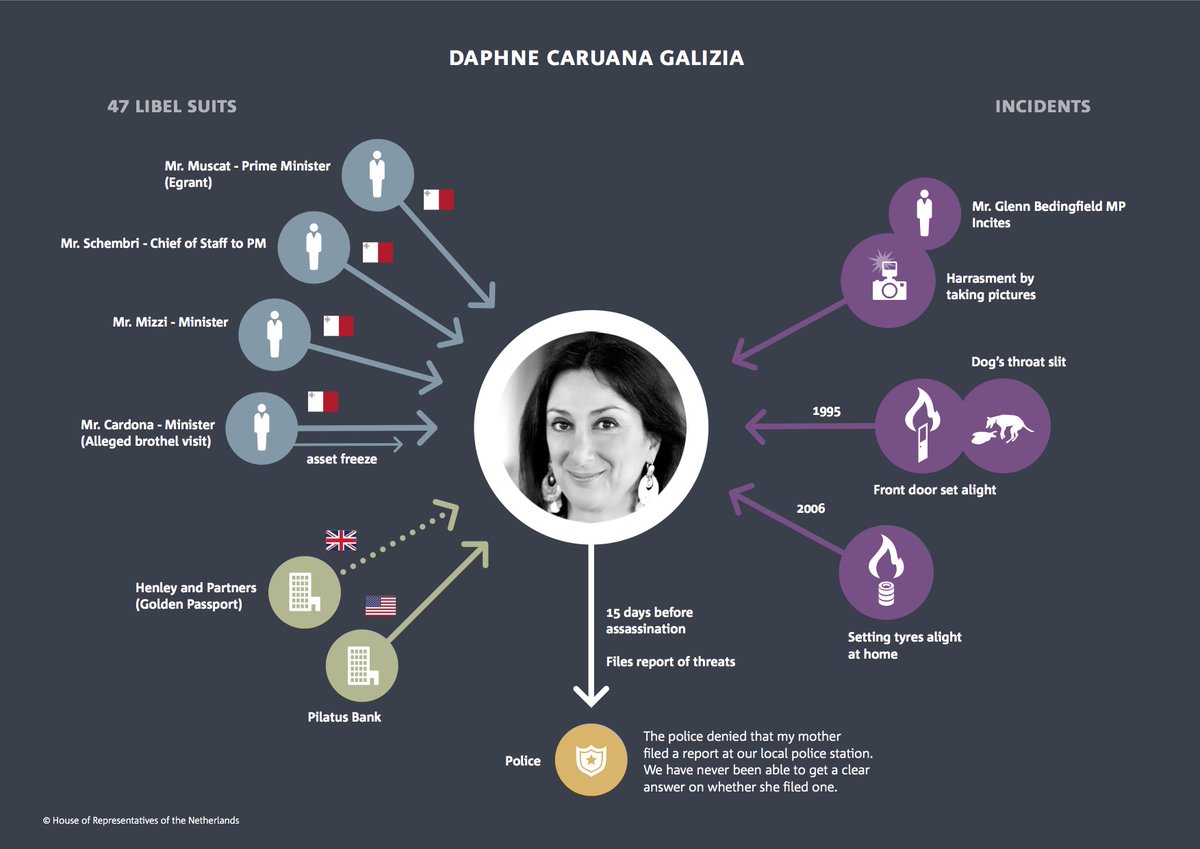 DAPHNE CARUANA GALIZIA
47 LIBEL SUITS
Mr. Muscat - Prime Minister
(Egrant)
Mr. Schembri - Chief of Staff to PM
Mr. Mizzi - Minister
Mr. Cardona - Minister
(Alleged brothel visit)
asset freeze
Henley and Partners
(Golden Passport)
Pilatus Bank
INCIDENTS
Mr. Glenn Bedingfield MP
Incites
Harrasment by
taking pictures
Dog's throat slit
1995
Front door set alight
2006
Setting tyres alight
at home
15 days before
assassination
Files report of threats
Police
The police denied that my mother
filed a report at our local police station.
We have never been able to get a clear
answer on whether she filed one.
© House of Representatives of the Netherlands